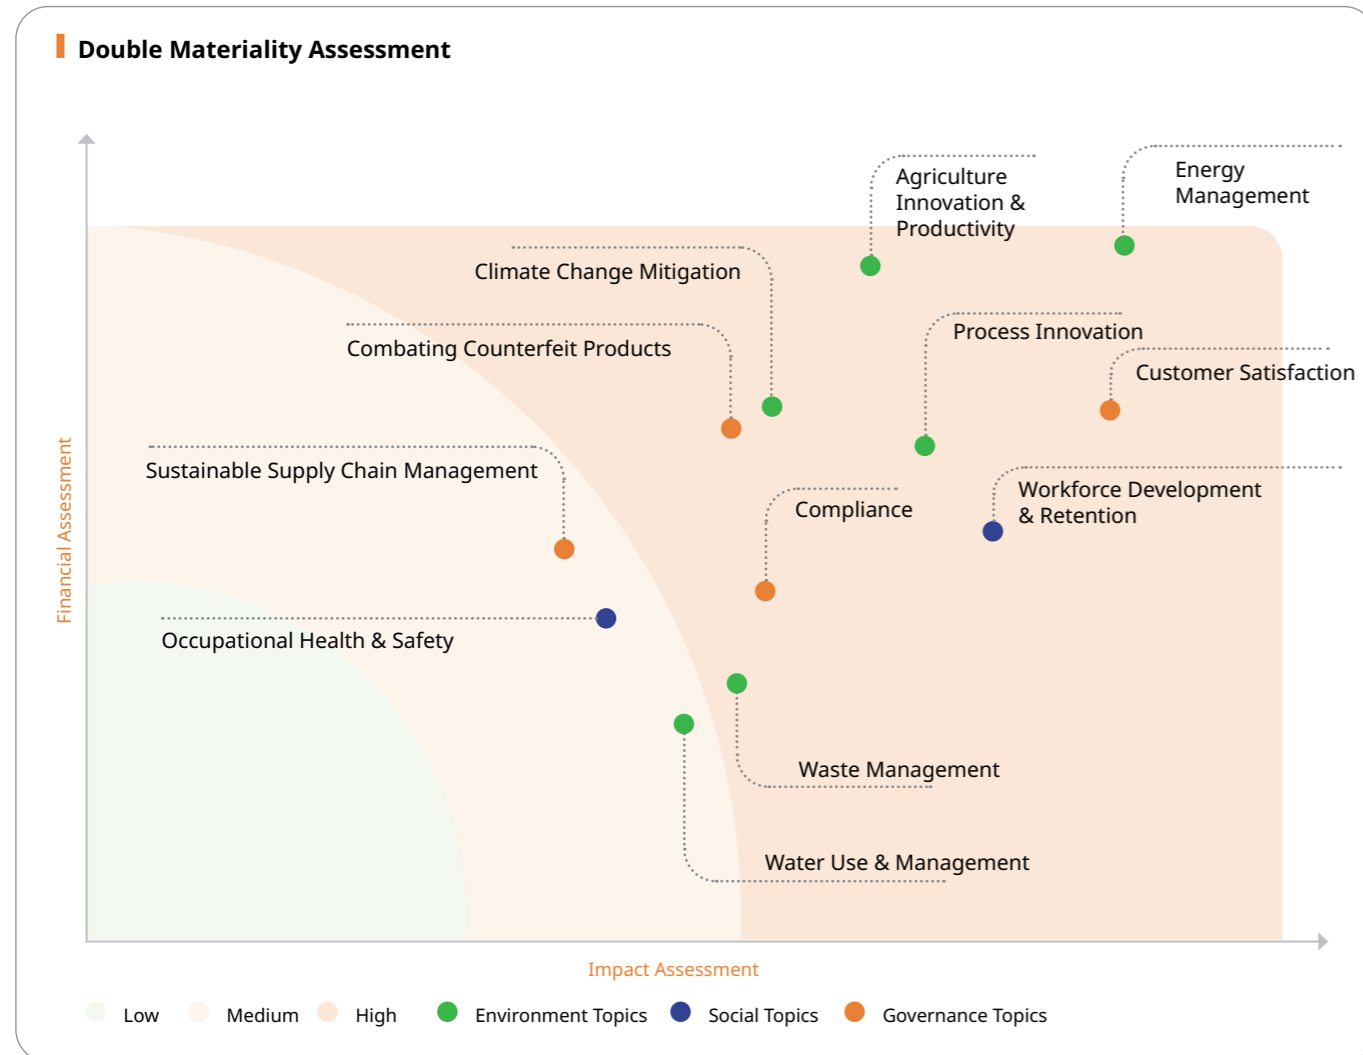 Double Materiality Assessment
Agriculture
Innovation &
Productivity
Energy
Management
Climate Change Mitigation
Process Innovation
Combating Counterfeit Products
Customer Satisfaction
Sustainable Supply Chain Management
Workforce Development
& Retention
Compliance
Financial Assessment
Occupational Health & Safety
Waste Management
Water Use & Management
Impact Assessment
Low
Medium
High
Environment Topics
Social Topics
Governance Topics